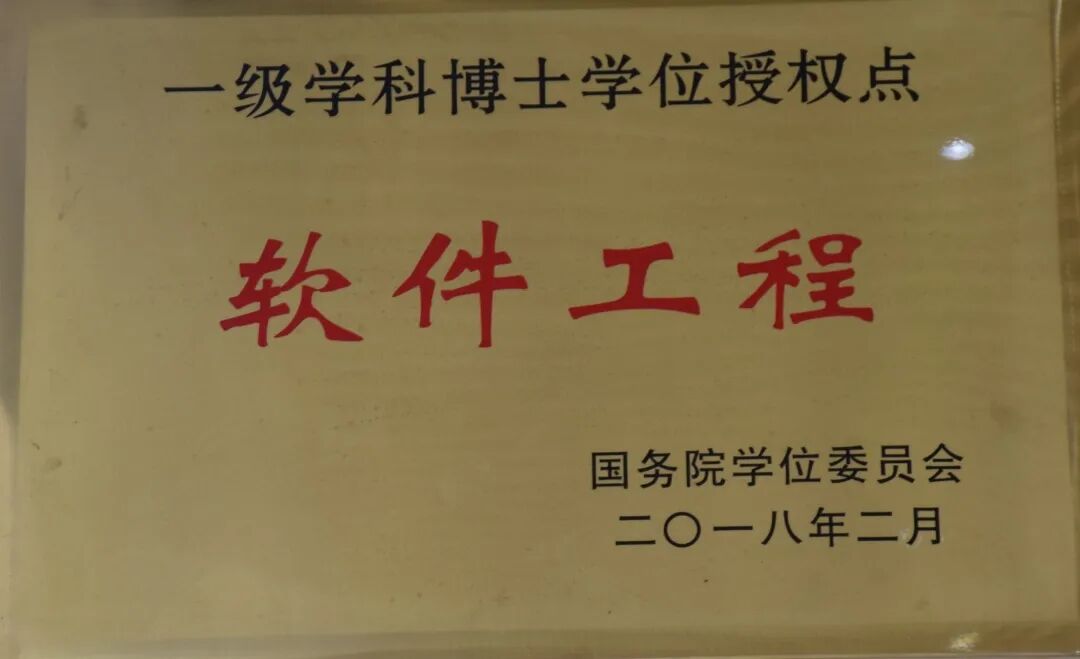 一级学科博士学位授权点
软件工程
国务院学位委员会
二〇一八年二月